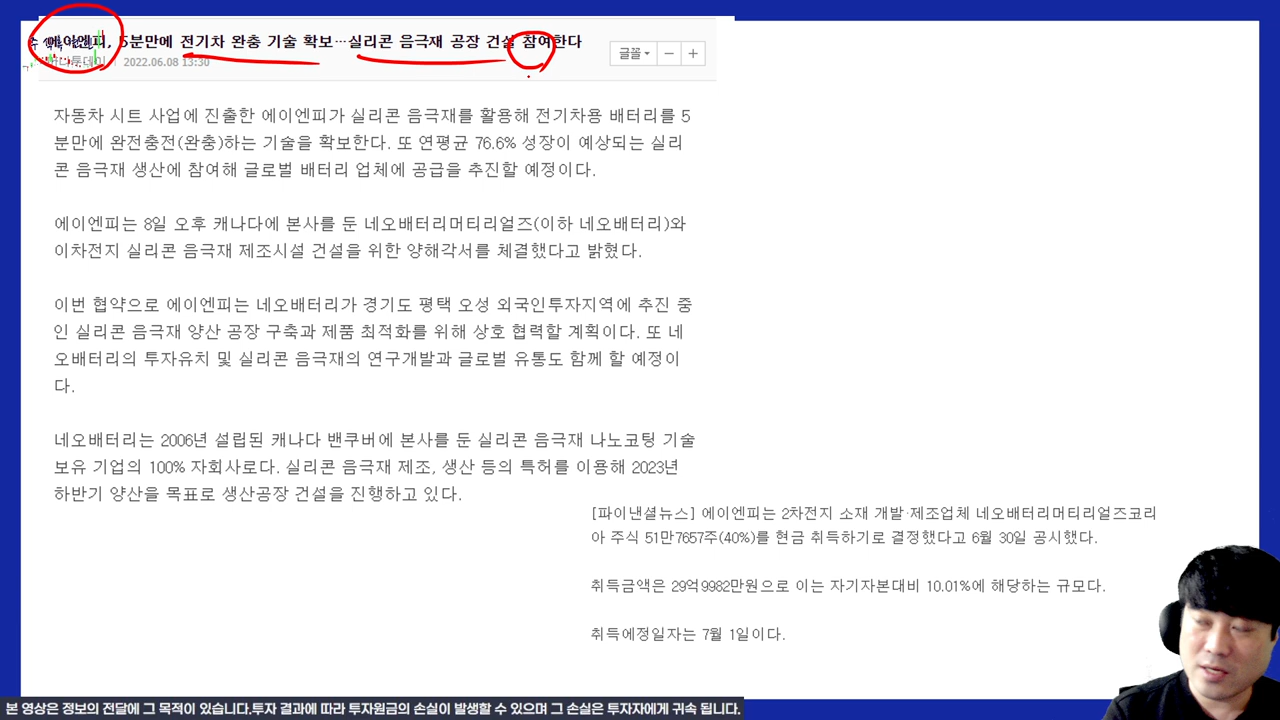 에이엔피, 5분만에 전기차 완충 기술 확보…실리콘 음극재 공장 건설 참여한다
2022.06.08 13:30
글꼴
자동차 시트 사업에 진출한 에이엔피가 실리콘 음극재를 활용해 전기차용 배터리를 5
분만에 완전충전(완충)하는 기술을 확보한다. 또 연평균 76.6% 성장이 예상되는 실리
콘 음극재 생산에 참여해 글로벌 배터리 업체에 공급을 추진할 예정이다.
에이엔피는 8일 오후 캐나다에 본사를 둔 네오배터리머티리얼즈(이하 네오배터리)와
이차전지 실리콘 음극재 제조시설 건설을 위한 양해각서를 체결했다고 밝혔다.
이번 협약으로 에이엔피는 네오배터리가 경기도 평택 오성 외국인투자지역에 추진 중
인 실리콘 음극재 양산 공장 구축과 제품 최적화를 위해 상호 협력할 계획이다. 또 네
오배터리의 투자유치 및 실리콘 음극재의 연구개발과 글로벌 유통도 함께 할 예정이
다.
네오배터리는 2006년 설립된 캐나다 밴쿠버에 본사를 둔 실리콘 음극재 나노코팅 기술
보유 기업의 100% 자회사로다. 실리콘 음극재 제조, 생산 등의 특허를 이용해 2023년
하반기 양산을 목표로 생산공장 건설을 진행하고 있다.
[파이낸셜뉴스] 에이엔피는 2차전지 소재 개발·제조업체 네오배터리머티리얼즈코리
아 주식 51만7657주(40%)를 현금 취득하기로 결정했다고 6월 30일 공시했다.
취득금액은 29억9982만원으로 이는 자기자본대비 10.01%에 해당하는 규모다.
취득예정일자는 7월 1일이다.
본 영상은 정보의 전달에 그 목적이 있습니다.투자 결과에 따라 투자원금의 손실이 발생할 수 있으며 그 손실은 투자자에게 귀속 됩니다.